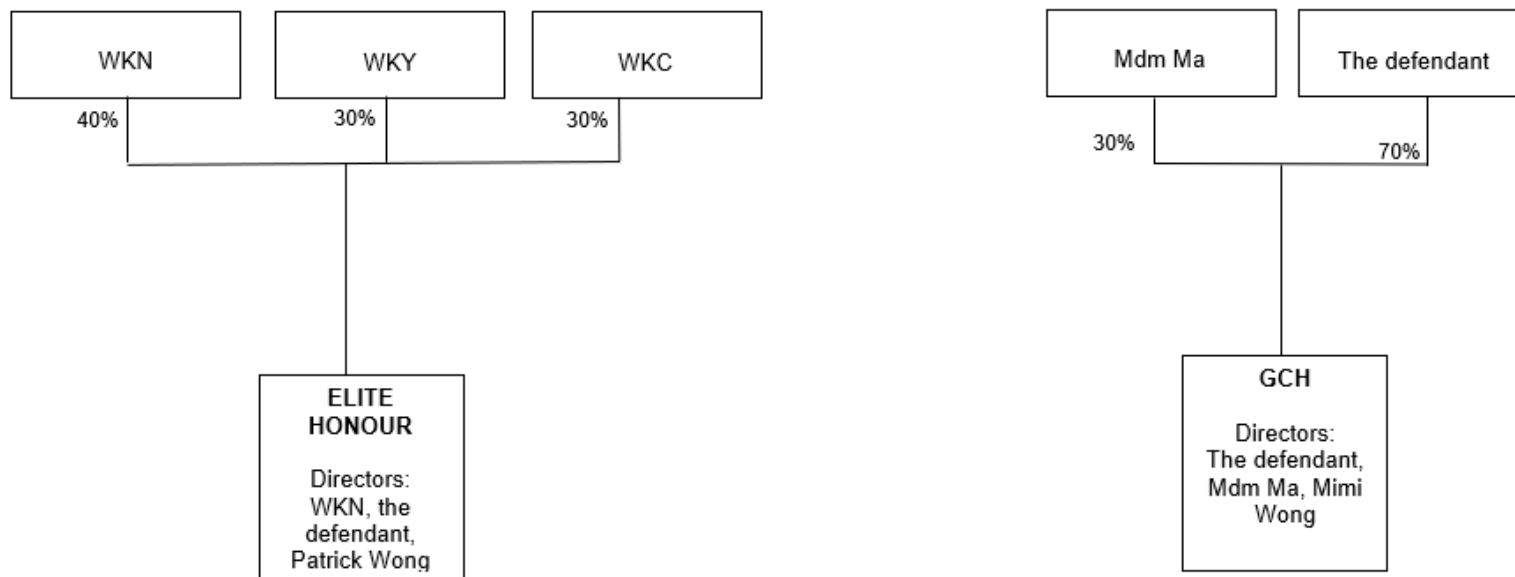 WKN
WKY
WKC
Mdm Ma
The defendant
40%
30%
30%
30%
70%
ELITE
HONOUR
Directors:
WKN, the
defendant,
Patrick Wong
GCH
Directors:
The defendant,
Mdm Ma, Mimi
Wong